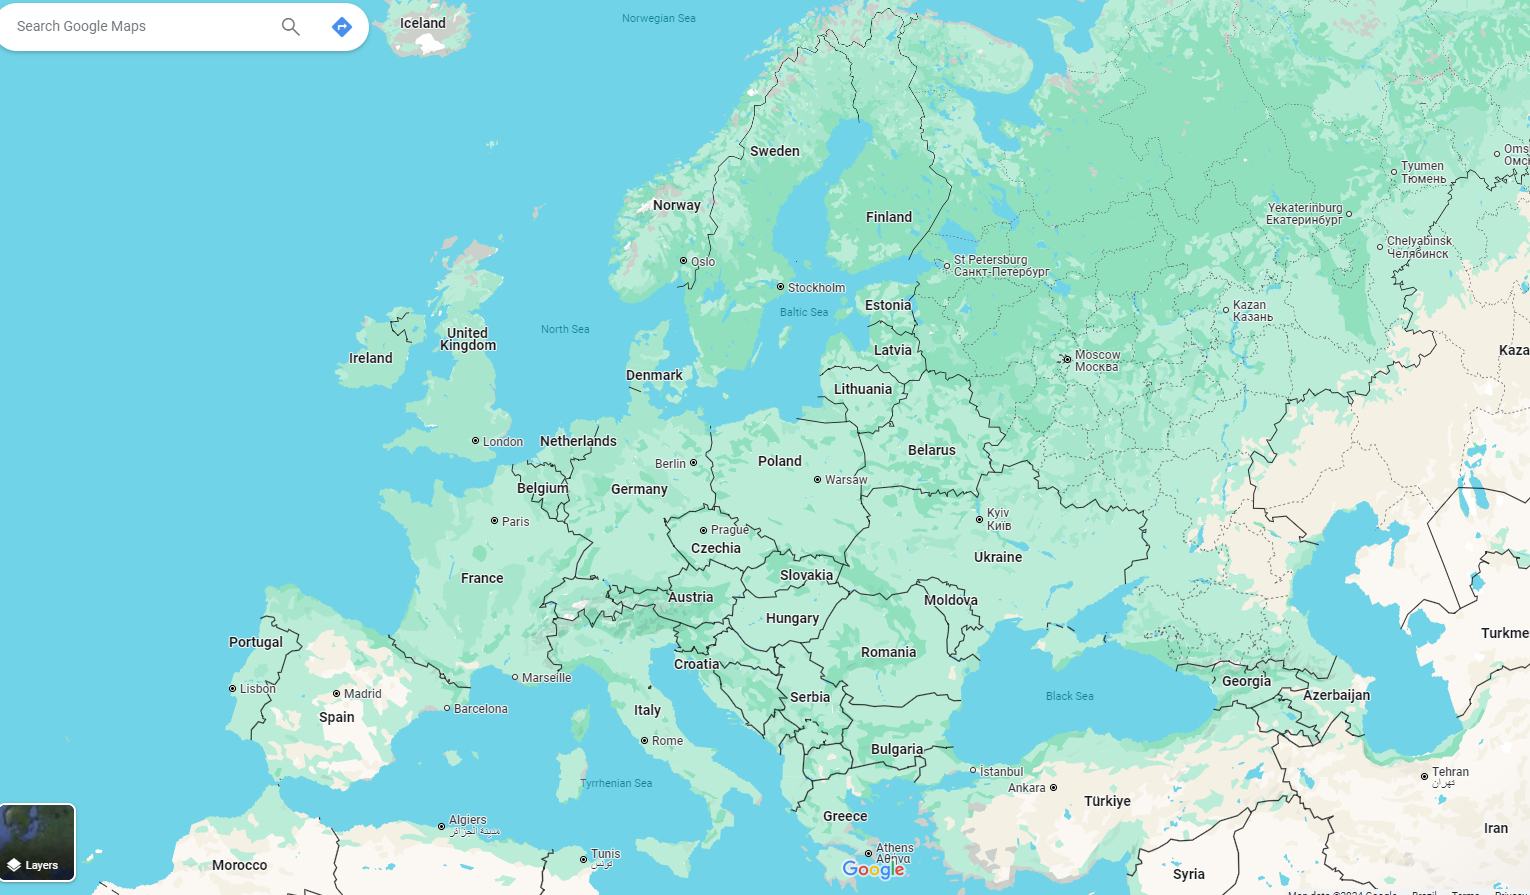 Search Google Maps
Iceland
Norwegian Sea
Sweden
Norway
Finland
Oslo
Stockholm
Baltic Sea
North Sea
St Petersburg
Санкт-Петербург
Estonia
Latvia
Lithuania
United
Kingdom
Ireland
Denmark
London
Netherlands
Belgium
Berlin
Germany
Poland
Warsaw
Belarus
Moscow
Москва
Kazan
Казань
Yekaterinburg
Екатеринбург
Tyumen
Тюмень
Chelyabinsk
Челябинск
Oms
Омс
Kaza
Paris
Prague
Czechia
Kyiv
Київ
Ukraine
France
Slovakia
Austria
Hungary
Moldova
Romania
Croatia
Serbia
Portugal
Lisbon
Madrid
Spain
Marseille
Barcelona
Italy
Rome
Bulgaria
Black Sea
Georgia
Azerbaijan
Turkme
Tyrrhenian Sea
İstanbul
Ankara
Türkiye
Tehran
تهران
Iran
Greece
Athens
Αθήνα
Google
Syria
Algiers
مدينة الجزائر
Tunis
تونس
Morocco
Layers